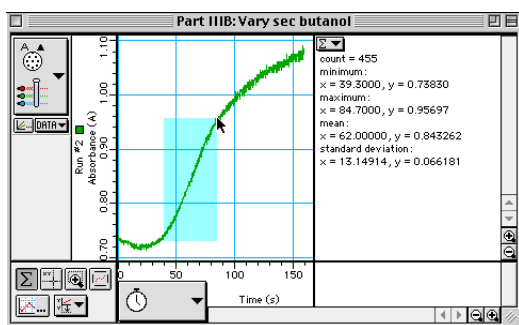 Part IIIB: Vary sec butanol
DATA
Run #2
Absorbance (A)
1.10
1.00
0.90
0.80
0.70
0
50
100
150
Time (s)
Σ
count = 455
minimum:
x = 39.3000, y = 0.73830
maximum:
x = 84.7000, y = 0.95697
mean:
x = 62.00000, y = 0.843262
standard deviation:
x = 13.14914, y = 0.066181
Σ